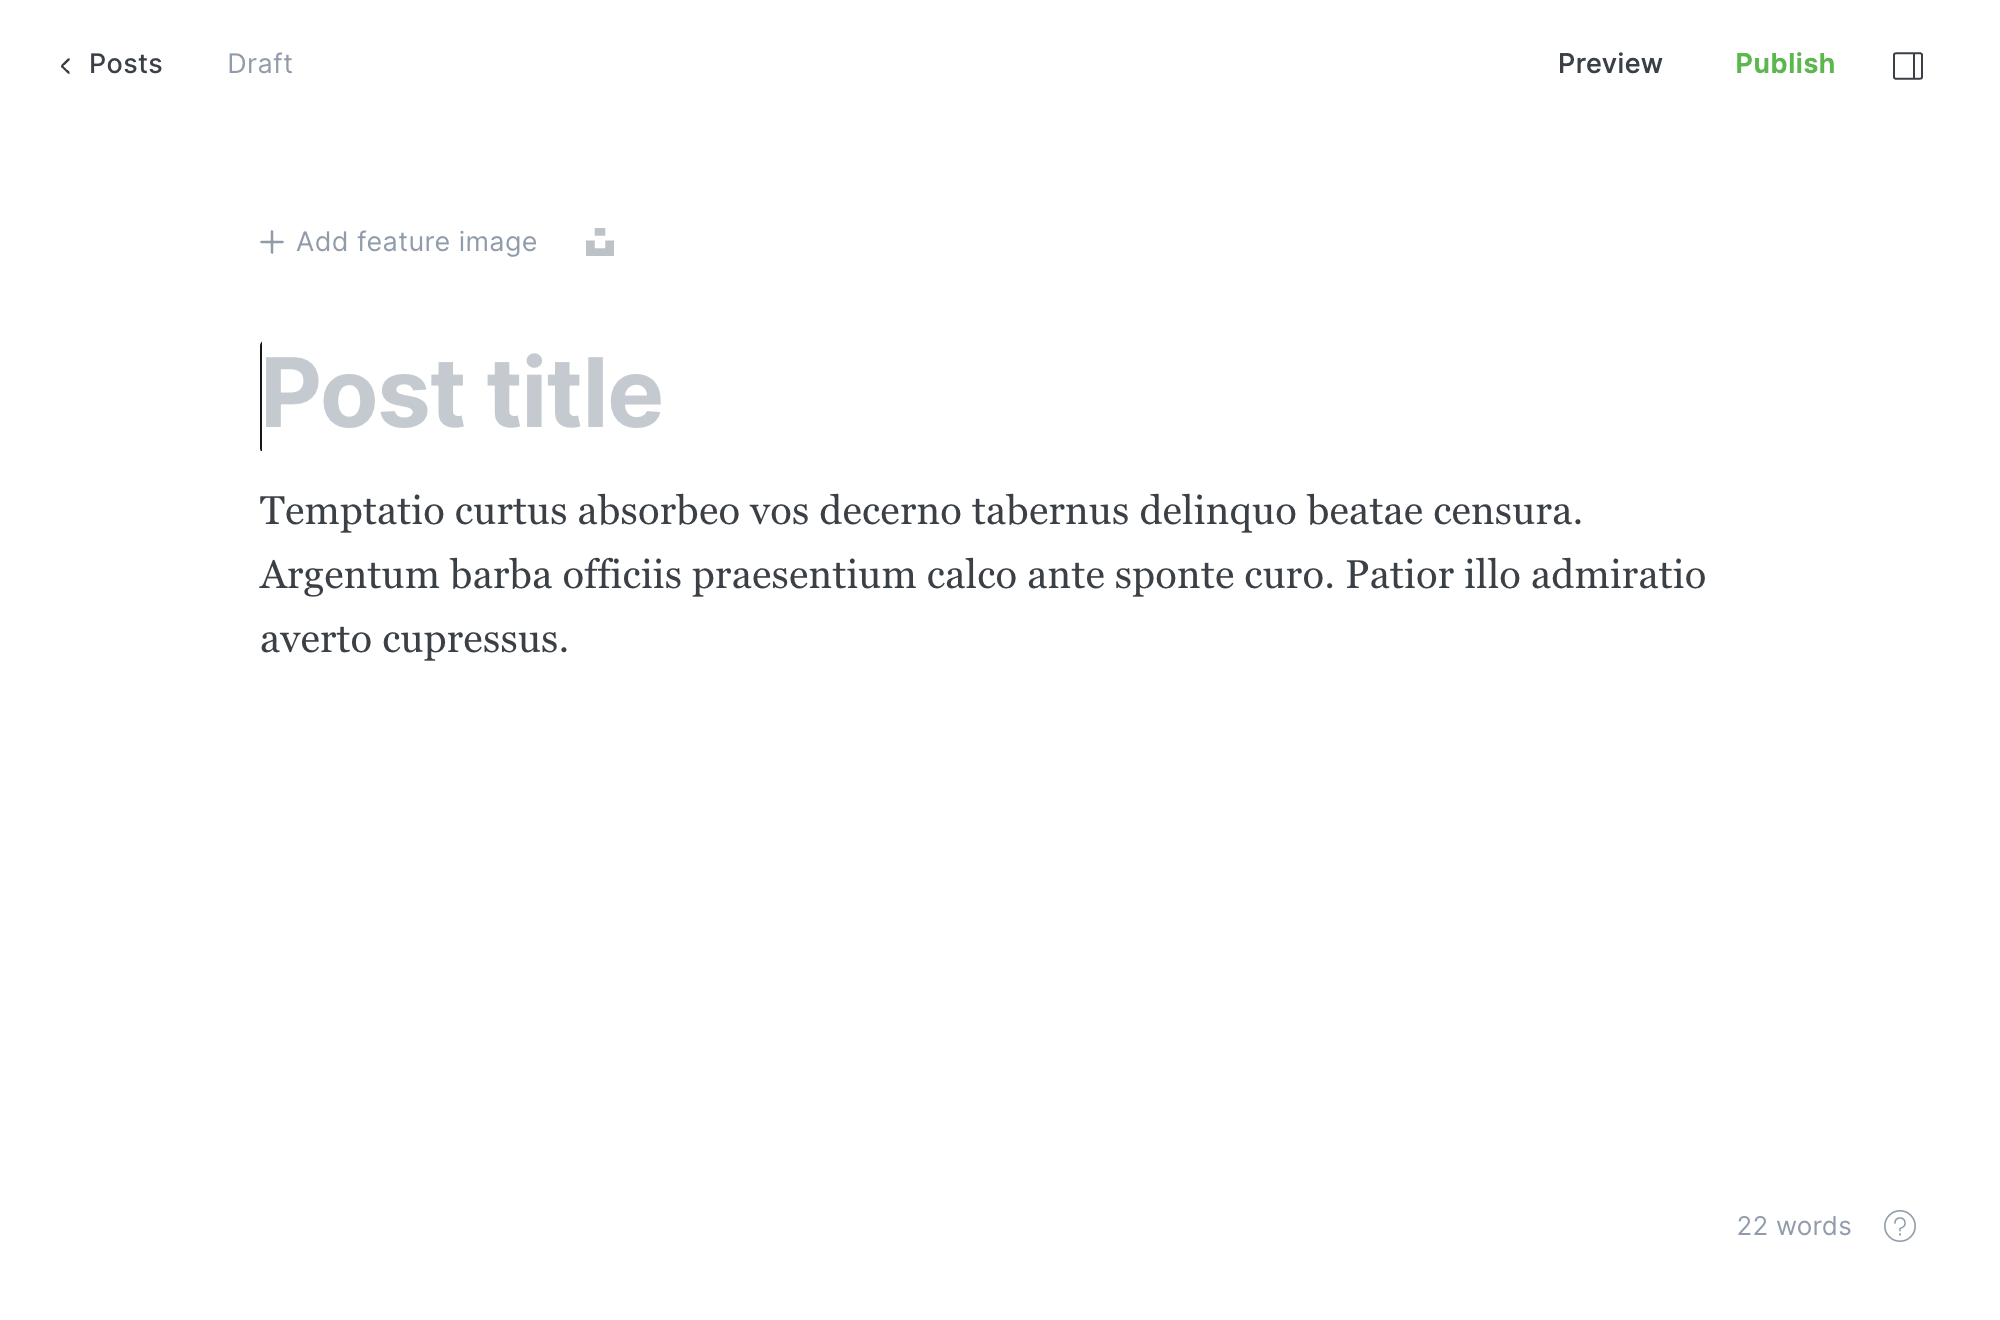 Posts
Draft
Preview
Publish
Add feature image
Post title
Temptatio curtus absorbeo vos decerno tabernus delinquo beatae censura.
Argentum barba officiis praesentium calco ante sponte curo. Patior illo admiratio
averto cupressus.
22 words
?